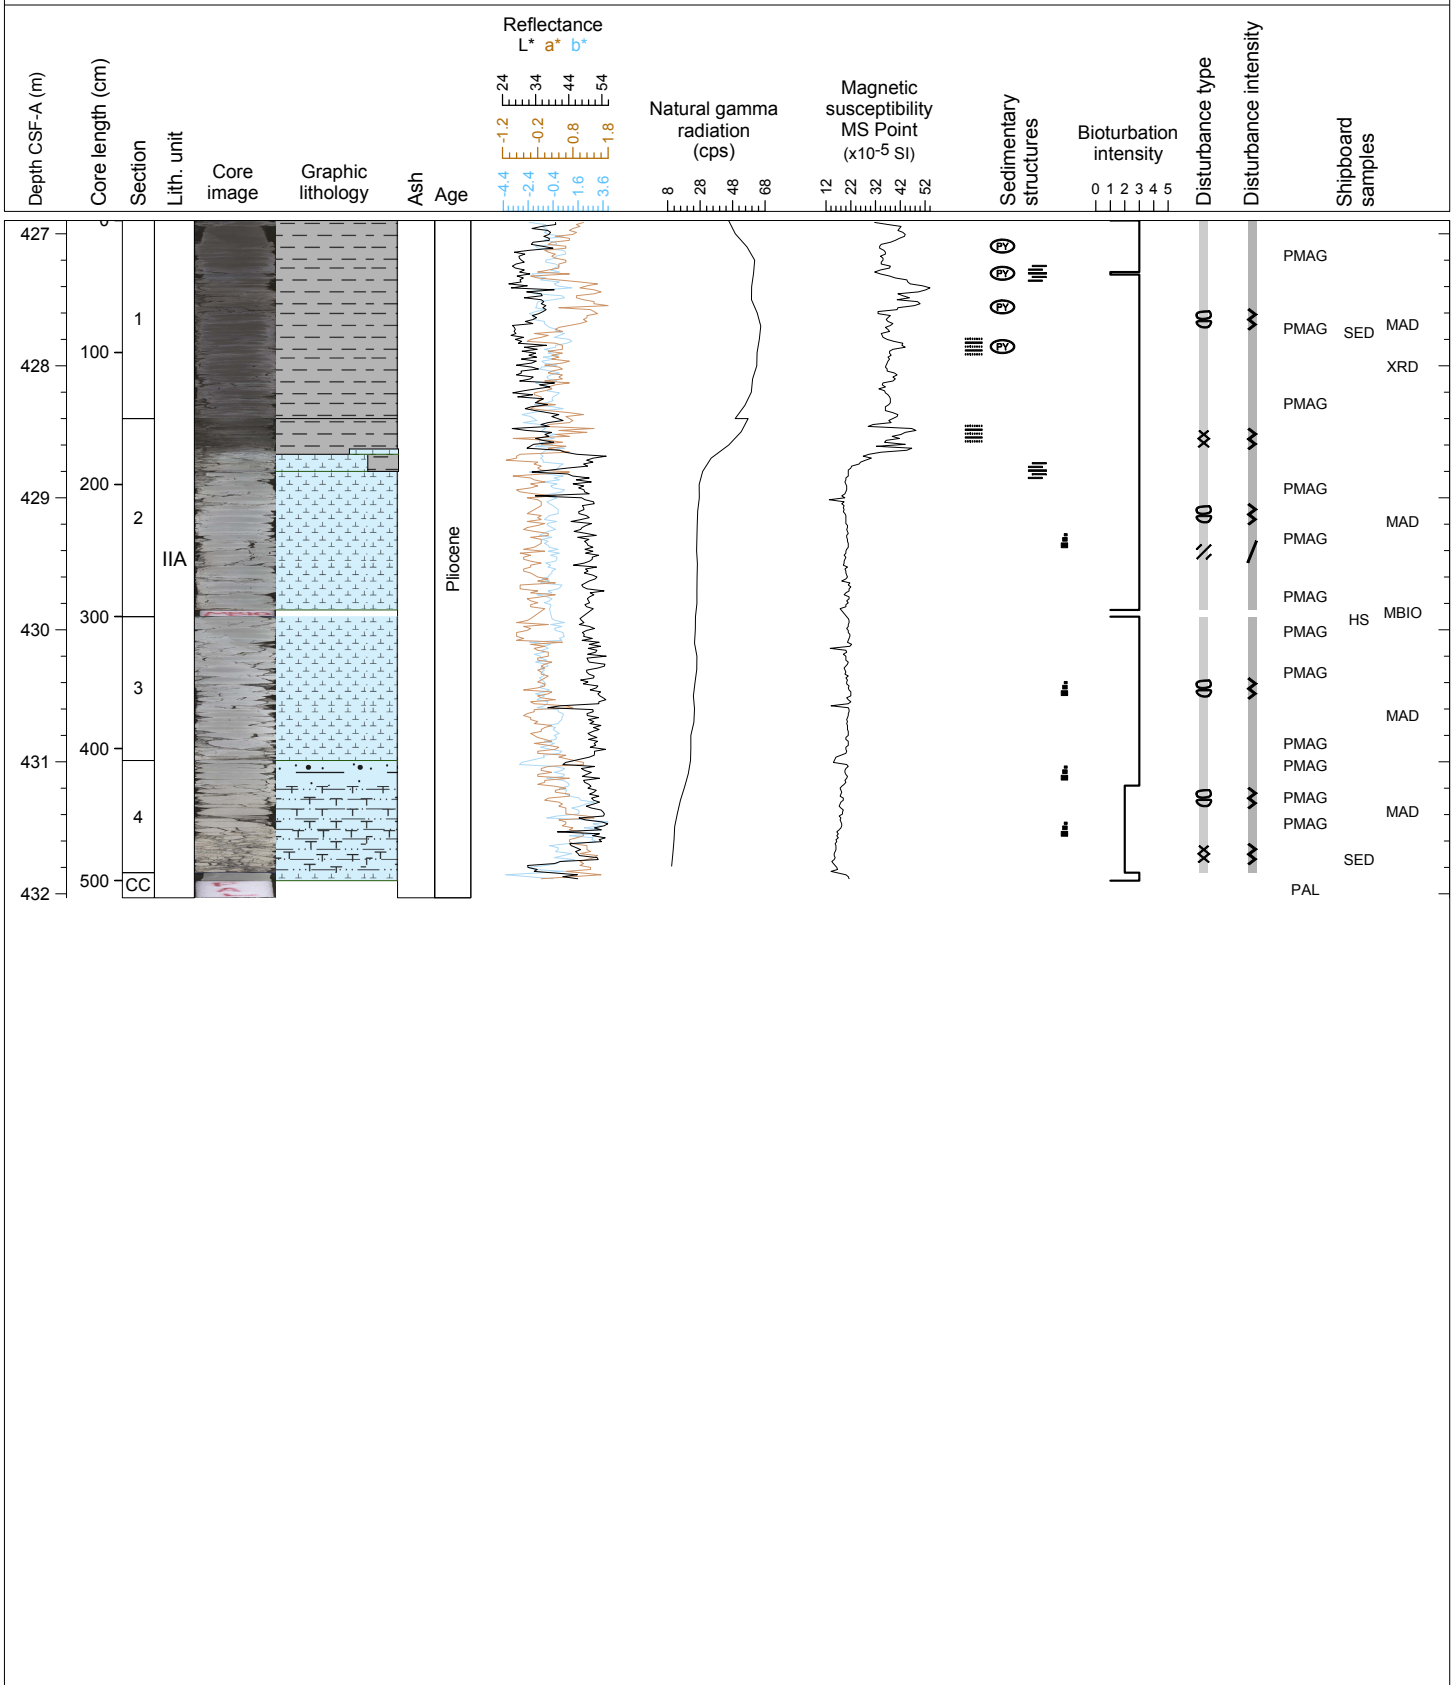 Depth CSF-A (m)
Core length (cm)
Section
Lith. unit
Core
image
Graphic
lithology
Ash
Age
Reflectance
L* a* b*
24 34 44 54
-1.2 -0.2 0.8 1.8
-4.4 -2.4 -0.4 1.6 3.6
Natural gamma
radiation
(cps)
8 28 48 68
Magnetic
susceptibility
MS Point
(x10-5 SI)
12 22 32 42 52
Sedimentary
structures
Bioturbation
intensity
0 1 2 3 4 5
Disturbance type
Disturbance intensity
Shipboard
samples
0
427
PY
PMAG
PY
PY
1
PMAG SED MAD
100
PY
428
XRD
PMAG
200
429
PMAG
2
MAD
PMAG
IIA
Pliocene
PMAG
300
HS MBIO
430
PMAG
PMAG
3
MAD
400
PMAG
431
PMAG
PMAG
4
MAD
PMAG
SED
500
CC
432
PAL